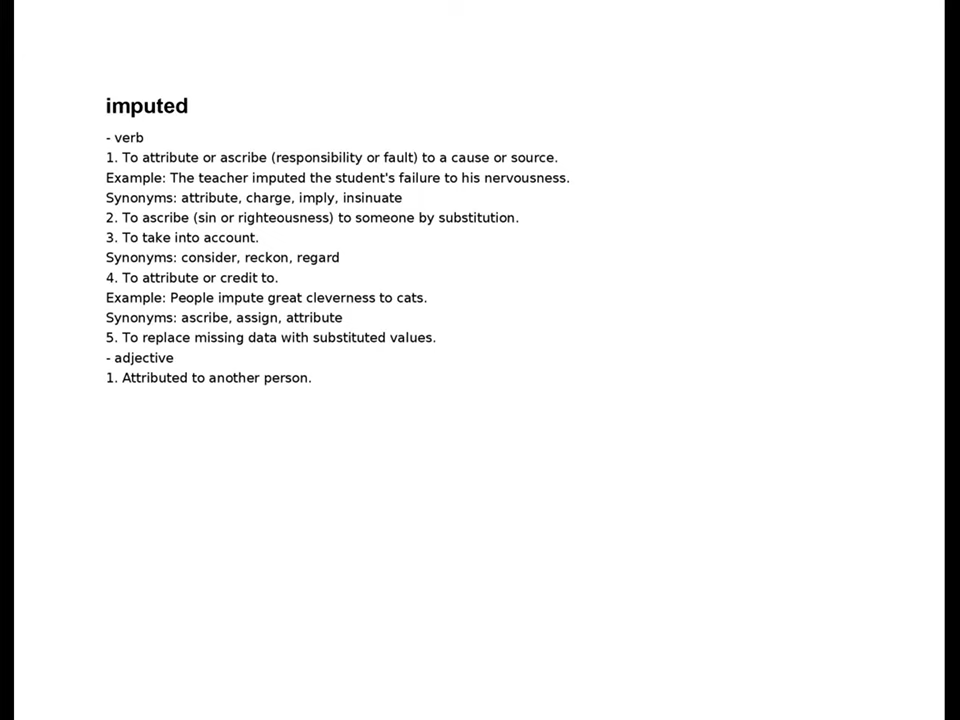 imputed
- verb
1. To attribute or ascribe (responsibility or fault) to a cause or source.
Example: The teacher imputed the student's failure to his nervousness.
Synonyms: attribute, charge, imply, insinuate
2. To ascribe (sin or righteousness) to someone by substitution.
3. To take into account.
Synonyms: consider, reckon, regard
4. To attribute or credit to.
Example: People impute great cleverness to cats.
Synonyms: ascribe, assign, attribute
5. To replace missing data with substituted values.
- adjective
1. Attributed to another person.